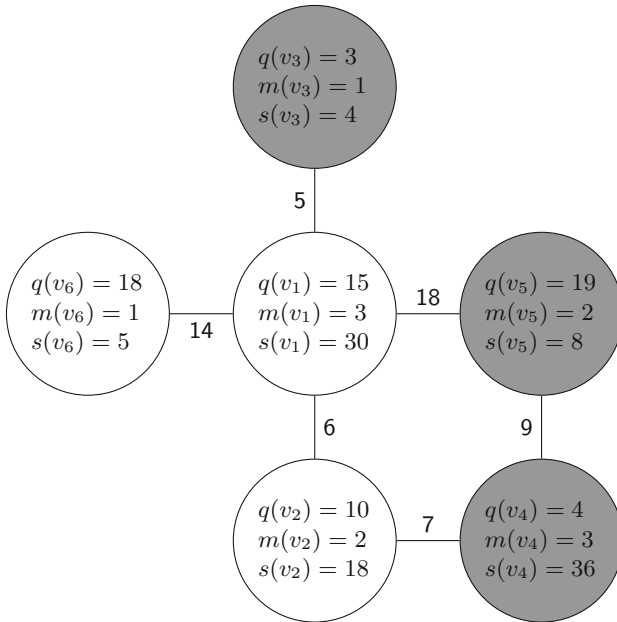 q(v₃) = 3
m(v₃) = 1
s(v₃) = 4
5
q(v₆) = 18
m(v₆) = 1
s(v₆) = 5
14
q(v₁) = 15
m(v₁) = 3
s(v₁) = 30
18
q(v₅) = 19
m(v₅) = 2
s(v₅) = 8
6
9
q(v₂) = 10
m(v₂) = 2
s(v₂) = 18
7
q(v₄) = 4
m(v₄) = 3
s(v₄) = 36